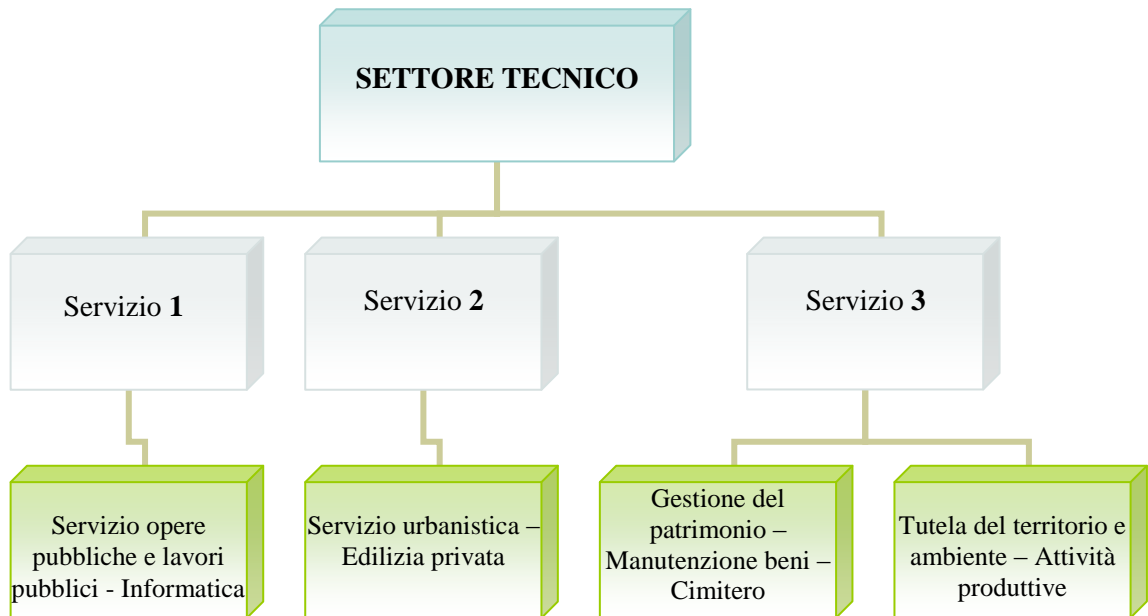 SETTORE TECNICO
Servizio 1
Servizio 2
Servizio 3
Servizio opere
pubbliche e lavori
pubblici - Informatica
Servizio urbanistica –
Edilizia privata
Gestione del
patrimonio –
Manutenzione beni –
Cimitero
Tutela del territorio e
ambiente – Attività
produttive